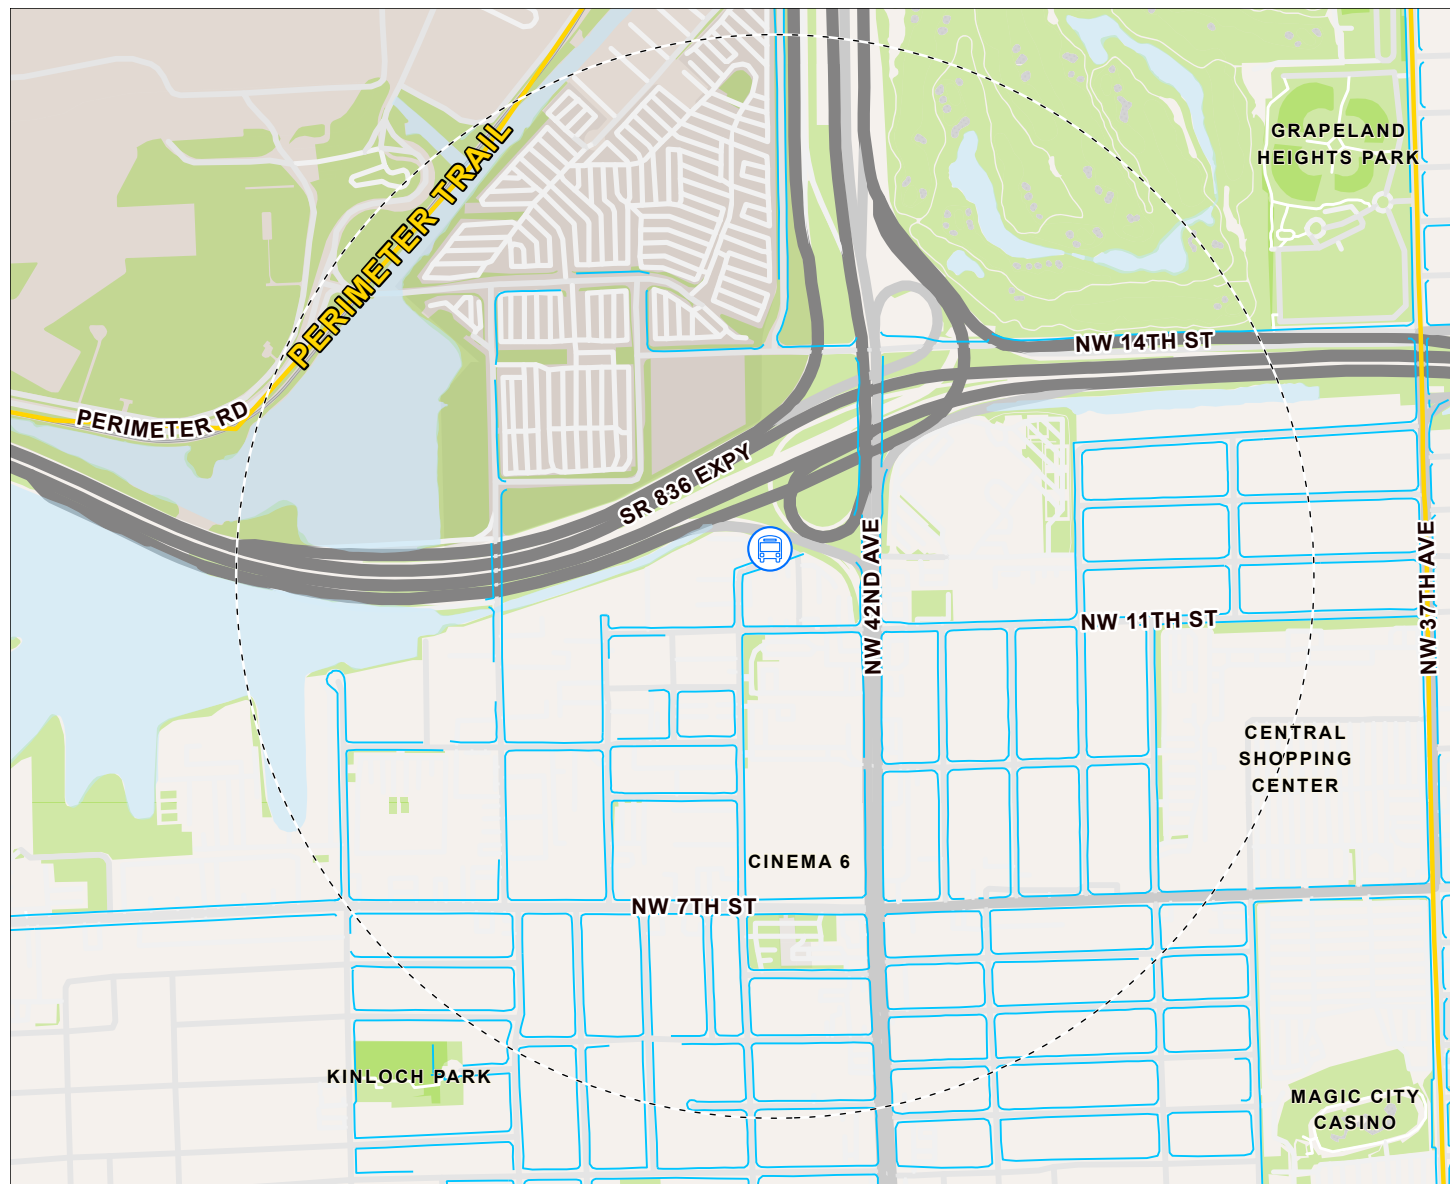 GRAPELAND
HEIGHTS PARK
PERIMETER TRAIL
NW 14TH ST
PERIMETER RD
SR 836 EXPY
NW 42ND AVE
NW 37TH AVE
NW 11TH ST
CENTRAL
SHOPPING
CENTER
CINEMA 6
NW 7TH ST
KINLOCH PARK
MAGIC CITY
CASINO